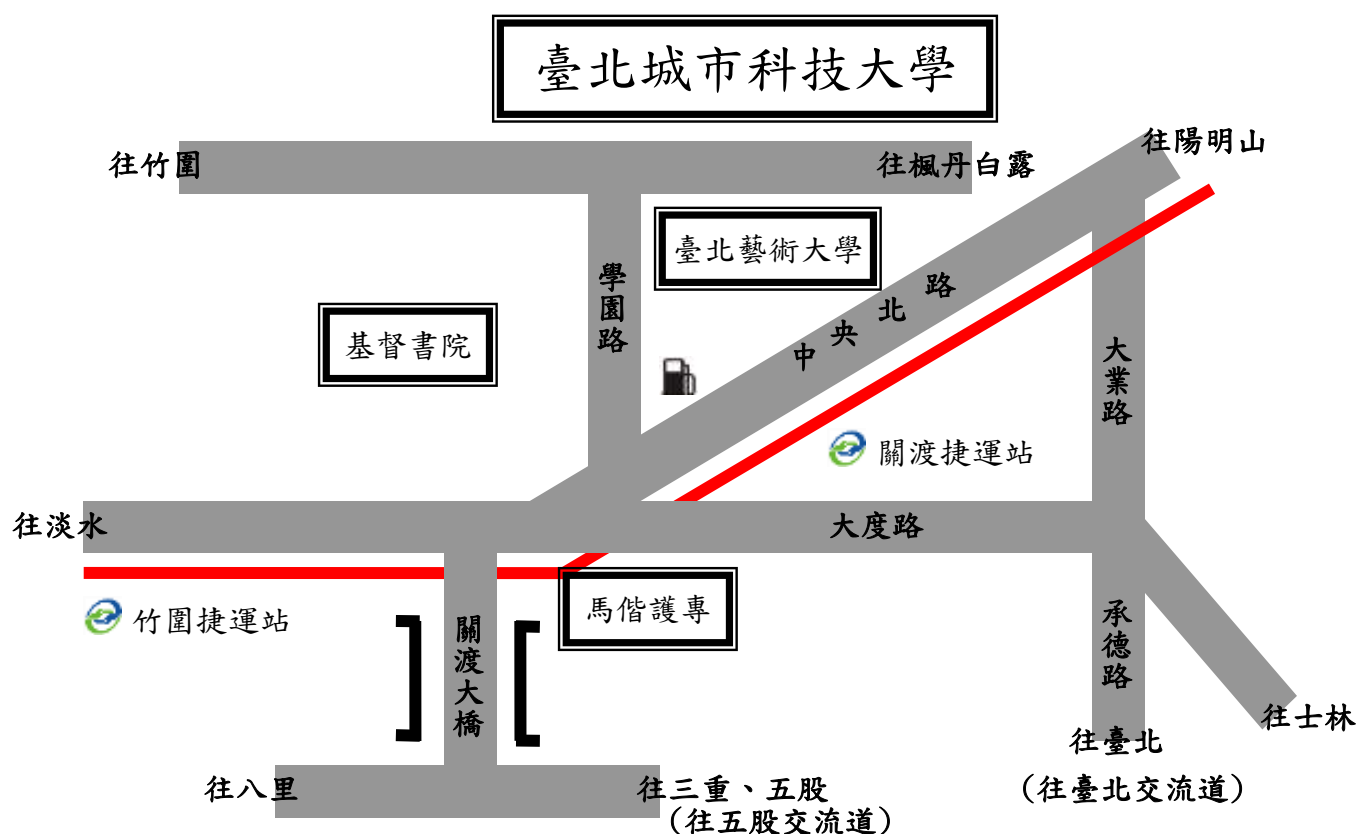 臺北城市科技大學
往陽明山
往竹圍
往楓丹白露
臺北藝術大學
學園路
中央北路
基督書院
大業路
關渡捷運站
往淡水
大度路
竹圍捷運站
關渡大橋
馬偕護專
承德路
往士林
往臺北
(往臺北交流道)
往八里
往三重、五股
(往五股交流道)